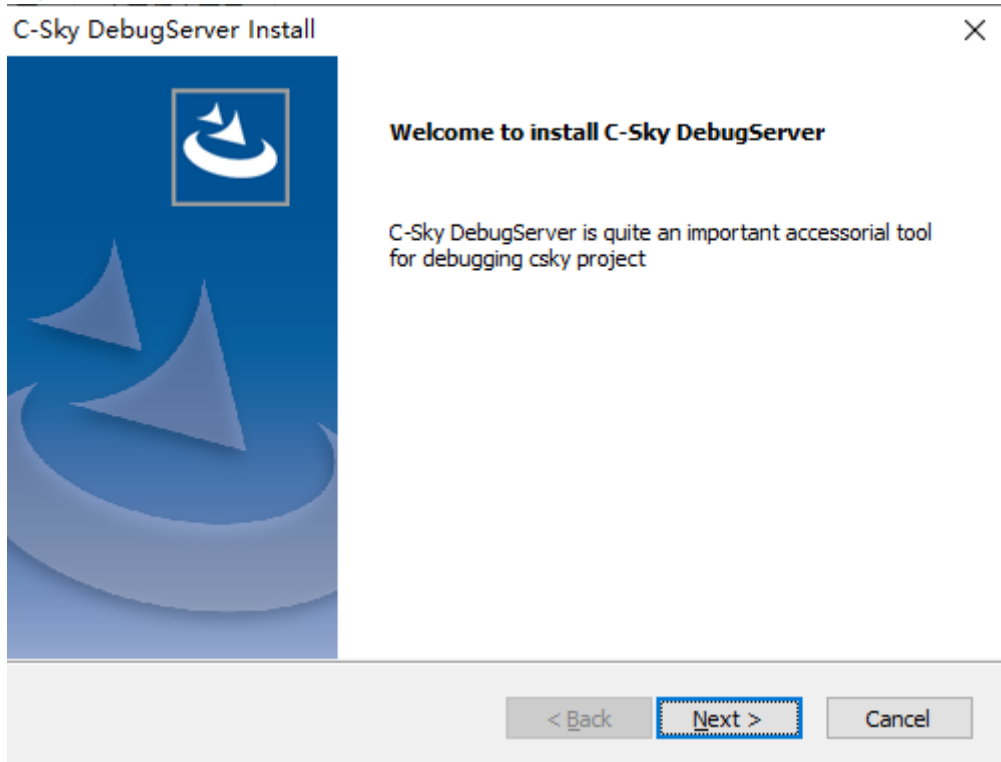 C-Sky DebugServer Install
Welcome to install C-Sky DebugServer
C-Sky DebugServer is quite an important accessorial tool
for debugging csky project
< Back
Next >
Cancel